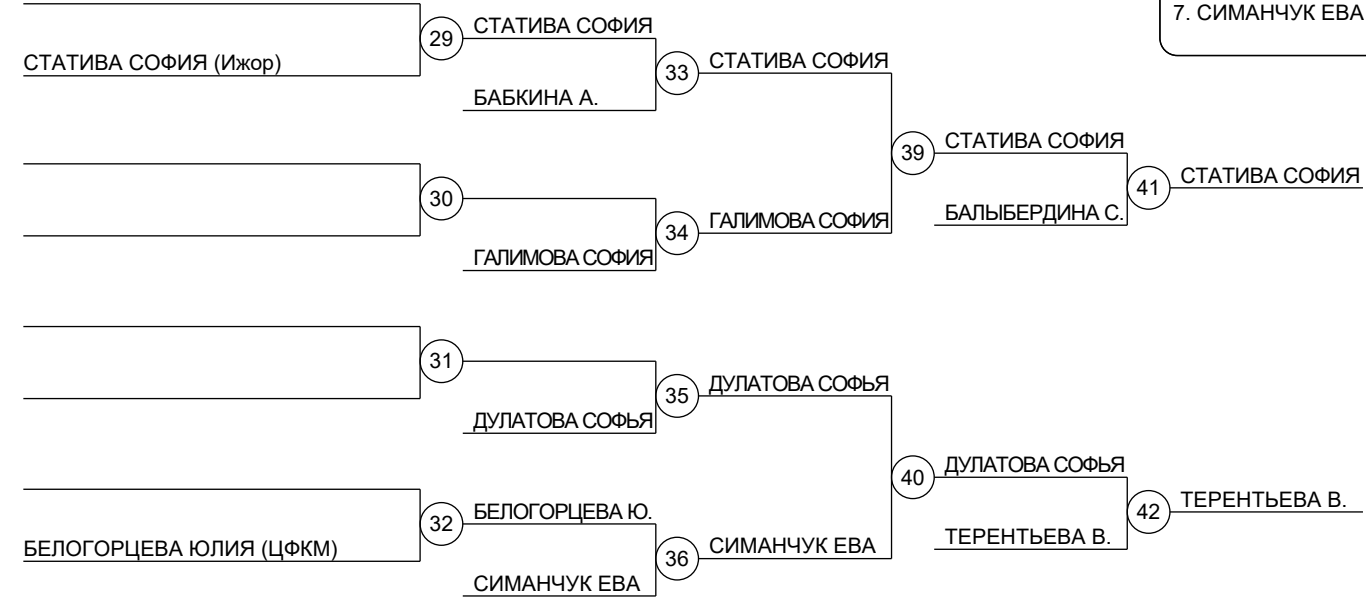 7. СИМАНЧУК ЕВА
29
СТАТИВА СОФИЯ
СТАТИВА СОФИЯ (Ижор)
33
СТАТИВА СОФИЯ
БАБКИНА А.
39
СТАТИВА СОФИЯ
41
СТАТИВА СОФИЯ
30
БАЛЫБЕРДИНА С.
34
ГАЛИМОВА СОФИЯ
ГАЛИМОВА СОФИЯ
31
35
ДУЛАТОВА СОФЬЯ
ДУЛАТОВА СОФЬЯ
40
ДУЛАТОВА СОФЬЯ
42
ТЕРЕНТЬЕВА В.
32
БЕЛОГОРЦЕВА Ю.
ТЕРЕНТЬЕВА В.
БЕЛОГОРЦЕВА ЮЛИЯ (ЦФКМ)
36
СИМАНЧУК ЕВА
СИМАНЧУК ЕВА